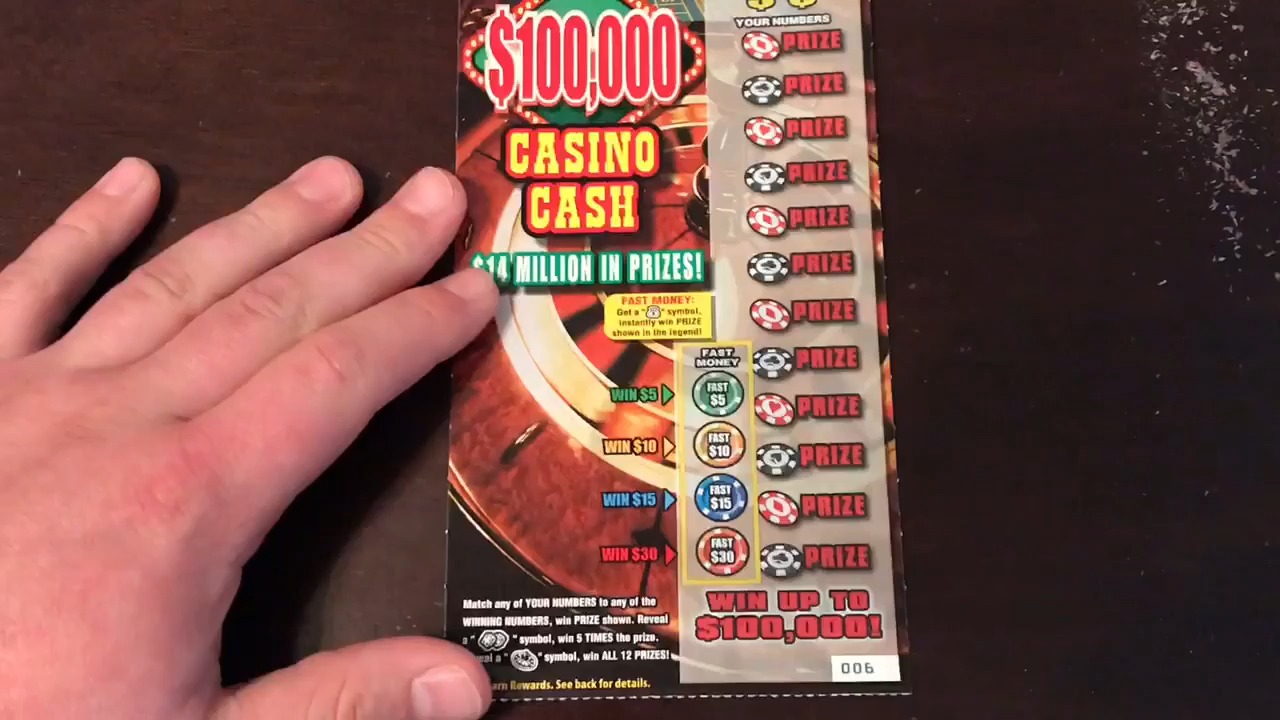 $100,000
CASINO
CASH
$14 MILLION IN PRIZES!
FAST MONEY:
Get a " " symbol,
instantly win PRIZE
shown in the legend!
YOUR NUMBERS
PRIZE
PRIZE
PRIZE
PRIZE
PRIZE
PRIZE
PRIZE
PRIZE
PRIZE
PRIZE
PRIZE
PRIZE
FAST
MONEY
WIN $5 FAST $5
WIN $10 FAST $10
WIN $15 FAST $15
WIN $30 FAST $30
Match any of YOUR NUMBERS to any of the
WINNING NUMBERS, win PRIZE shown. Reveal
a " " symbol, win 5 TIMES the prize.
a " " symbol, win ALL 12 PRIZES!
Rewards. See back for details.
WIN UP TO
$100,000!
006